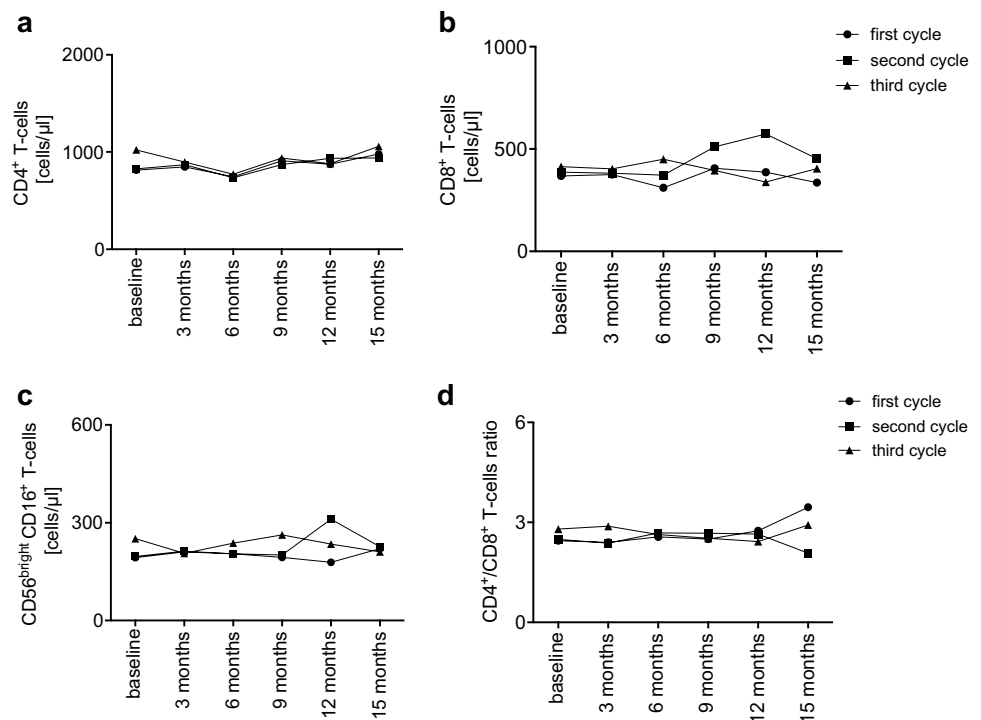 a
CD4⁺ T-cells
[cells/µl]
2000
1000
0
baseline
3 months
6 months
9 months
12 months
15 months
b
CD8⁺ T-cells
[cells/µl]
1000
500
0
baseline
3 months
6 months
9 months
12 months
15 months
first cycle
second cycle
third cycle
c
CD56ᵇʳⁱᵍʰᵗ CD16⁺ T-cells
[cells/µl]
600
300
0
baseline
3 months
6 months
9 months
12 months
15 months
d
CD4⁺/CD8⁺ T-cells ratio
6
3
0
baseline
3 months
6 months
9 months
12 months
15 months
first cycle
second cycle
third cycle